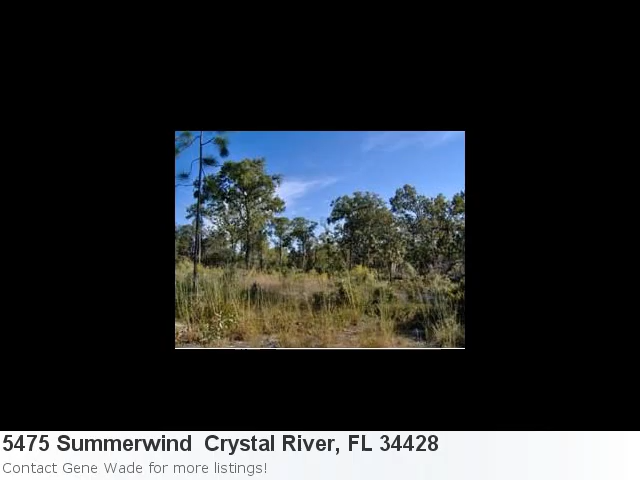 5475 Summerwind  Crystal River, FL 34428
Contact Gene Wade for more listings!